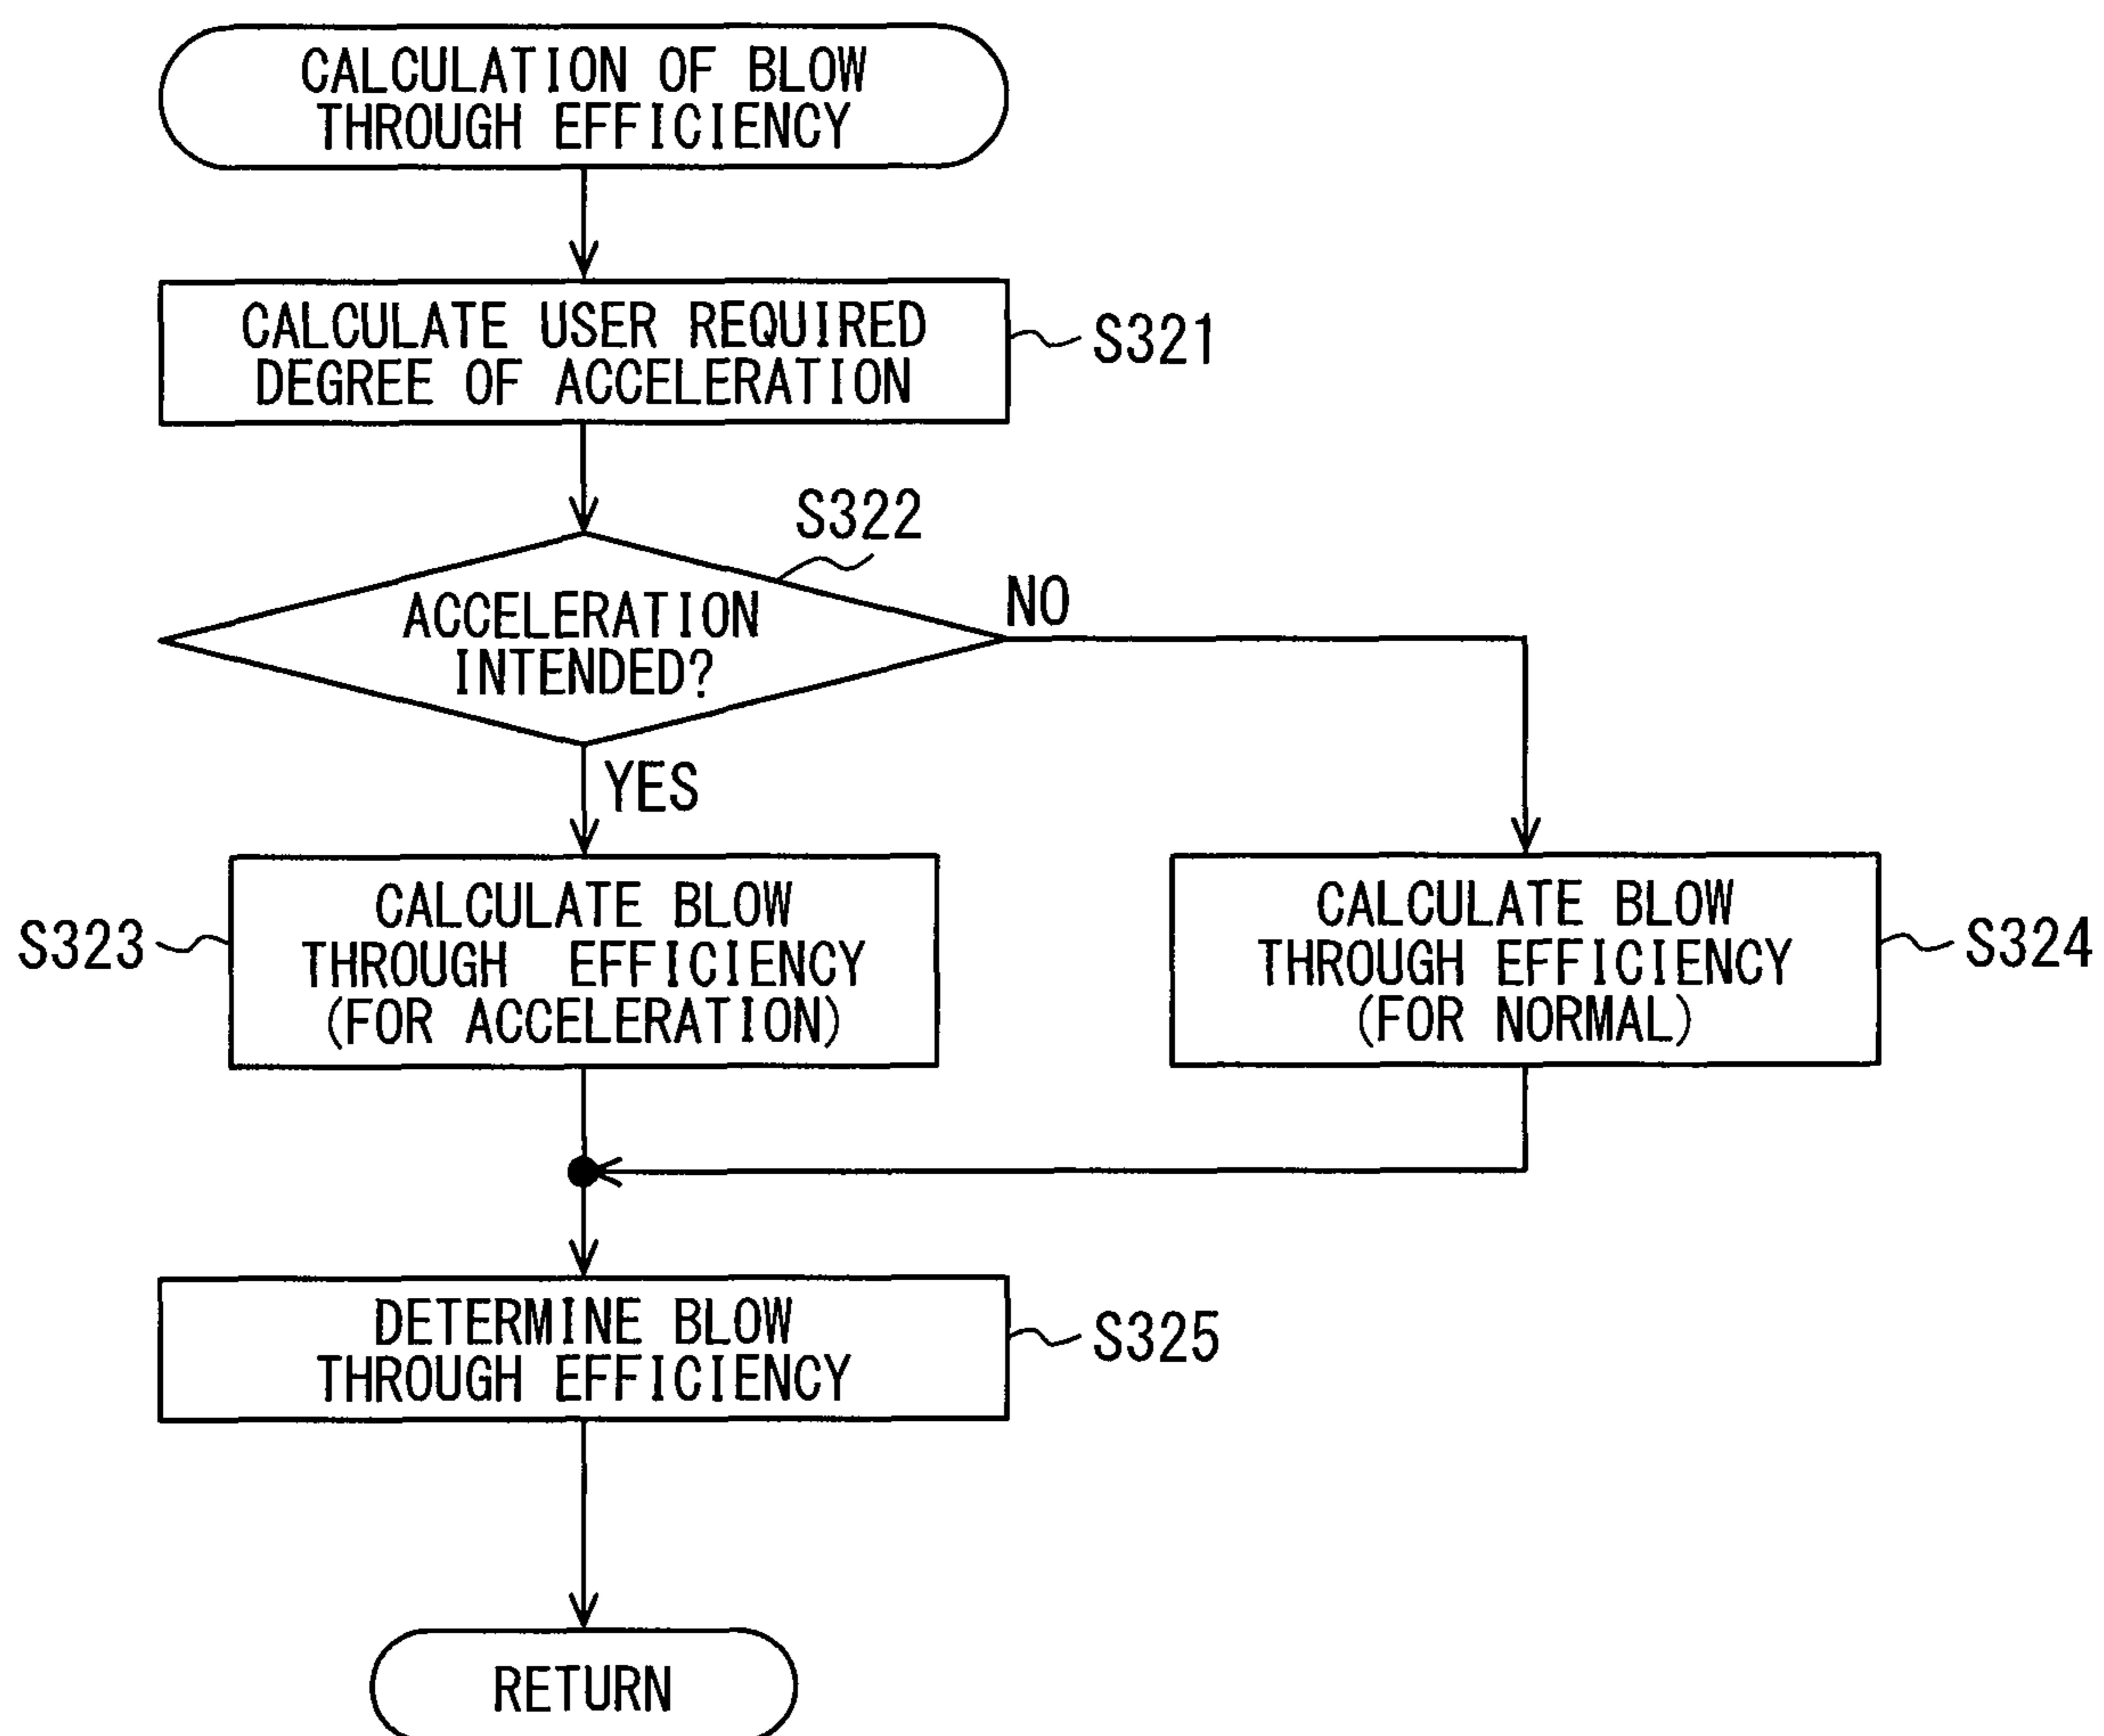 CALCULATION OF BLOW
THROUGH EFFICIENCY
CALCULATE USER REQUIRED
DEGREE OF ACCELERATION
S321
S322
ACCELERATION
INTENDED?
NO
YES
CALCULATE BLOW
THROUGH EFFICIENCY
(FOR ACCELERATION)
S323
CALCULATE BLOW
THROUGH EFFICIENCY
(FOR NORMAL)
S324
DETERMINE BLOW
THROUGH EFFICIENCY
S325
RETURN